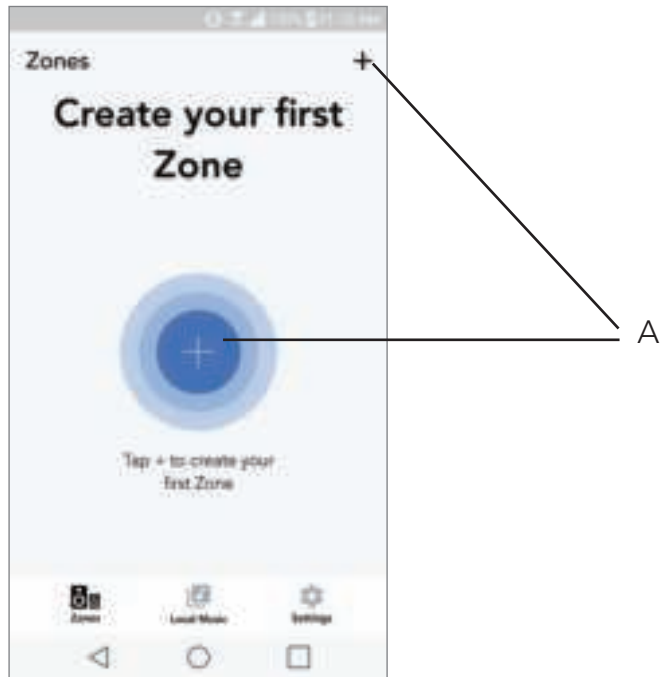 Zones +
Create your first
Zone
A
+
Tap + to create your
first Zone
Zones Local Music Settings